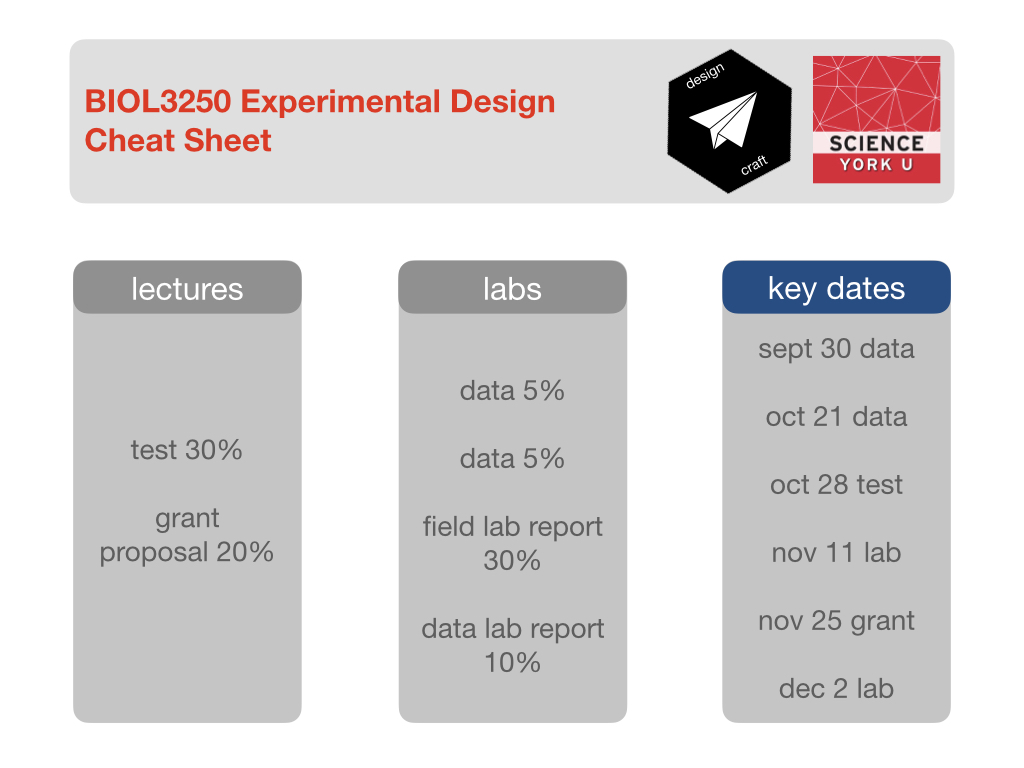 BIOL3250 Experimental Design
Cheat Sheet
design
craft
SCIENCE
YORK U
lectures
test 30%
grant
proposal 20%
labs
data 5%
data 5%
field lab report
30%
data lab report
10%
key dates
sept 30 data
oct 21 data
oct 28 test
nov 11 lab
nov 25 grant
dec 2 lab